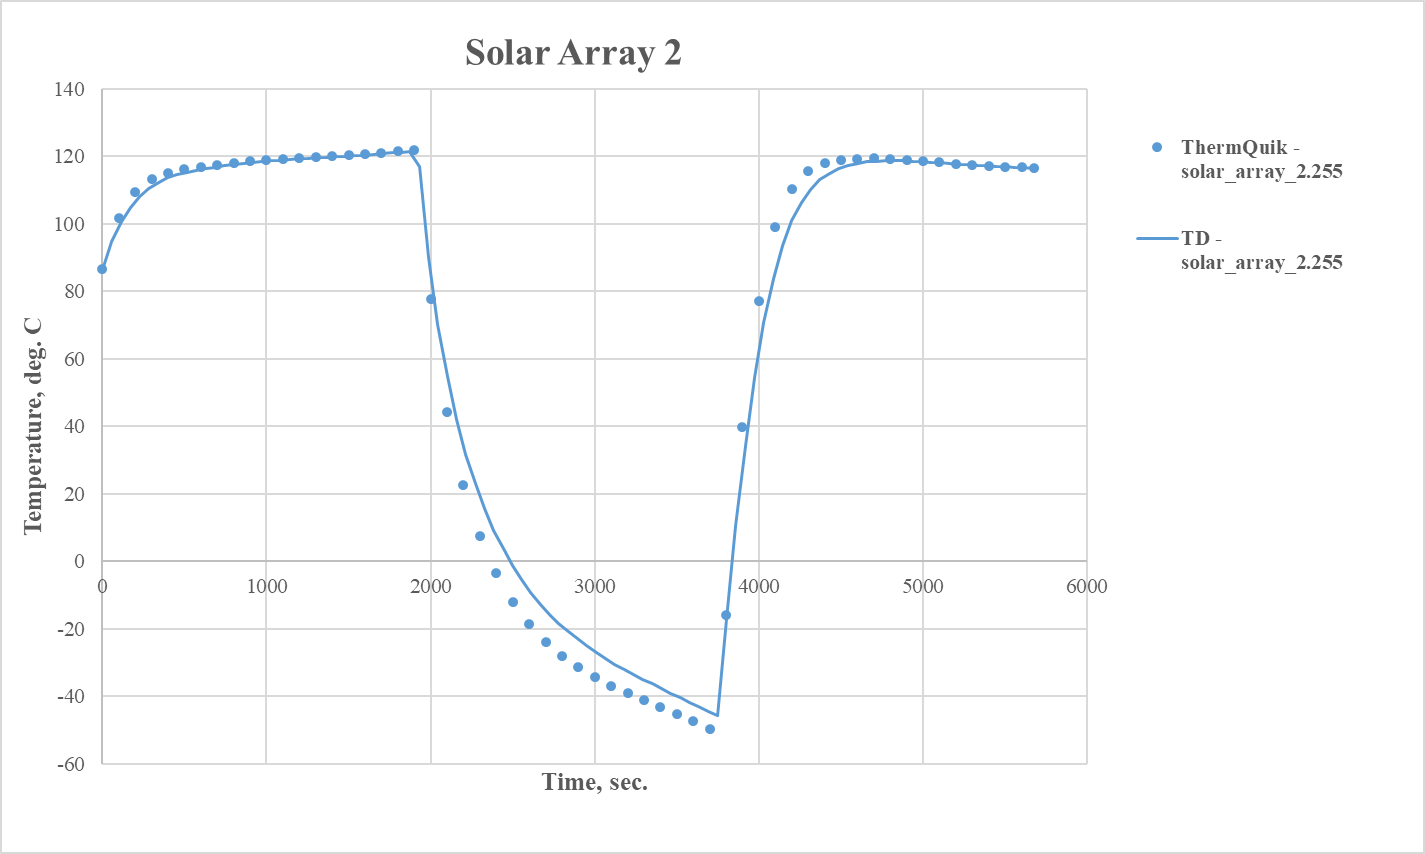 Solar Array 2
140
120
100
80
60
40
20
0
-20
-40
-60
0 1000 2000 3000 4000 5000 6000
Temperature, deg. C
Time, sec.
ThermQuik -
solar_array_2.255
TD -
solar_array_2.255